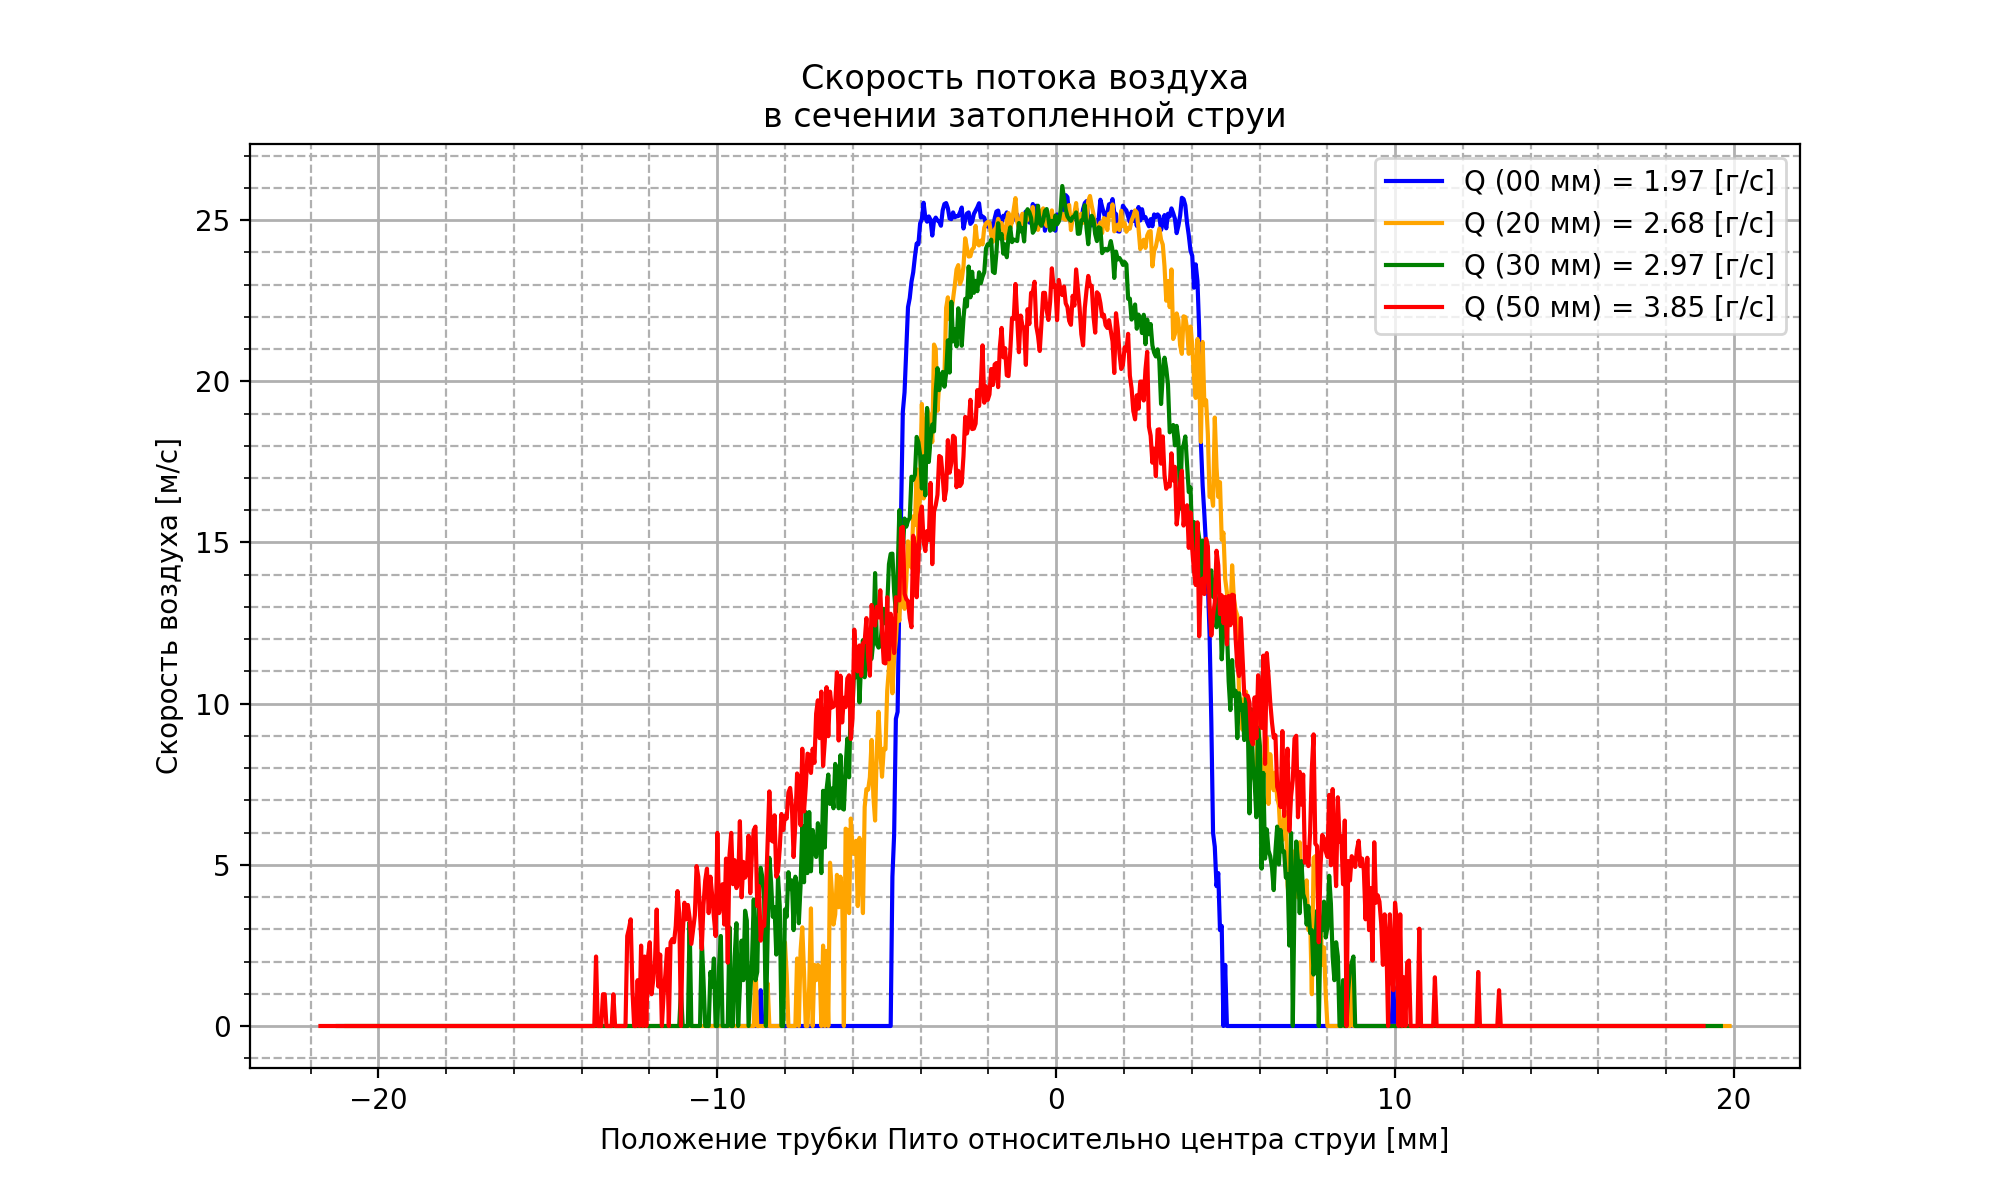 Скорость потока воздуха
в сечении затопленной струи
Q (00 мм) = 1.97 [г/с]
Q (20 мм) = 2.68 [г/с]
Q (30 мм) = 2.97 [г/с]
Q (50 мм) = 3.85 [г/с]
Скорость воздуха [м/с]
25
20
15
10
5
0
−20
−10
0
10
20
Положение трубки Пито относительно центра струи [мм]